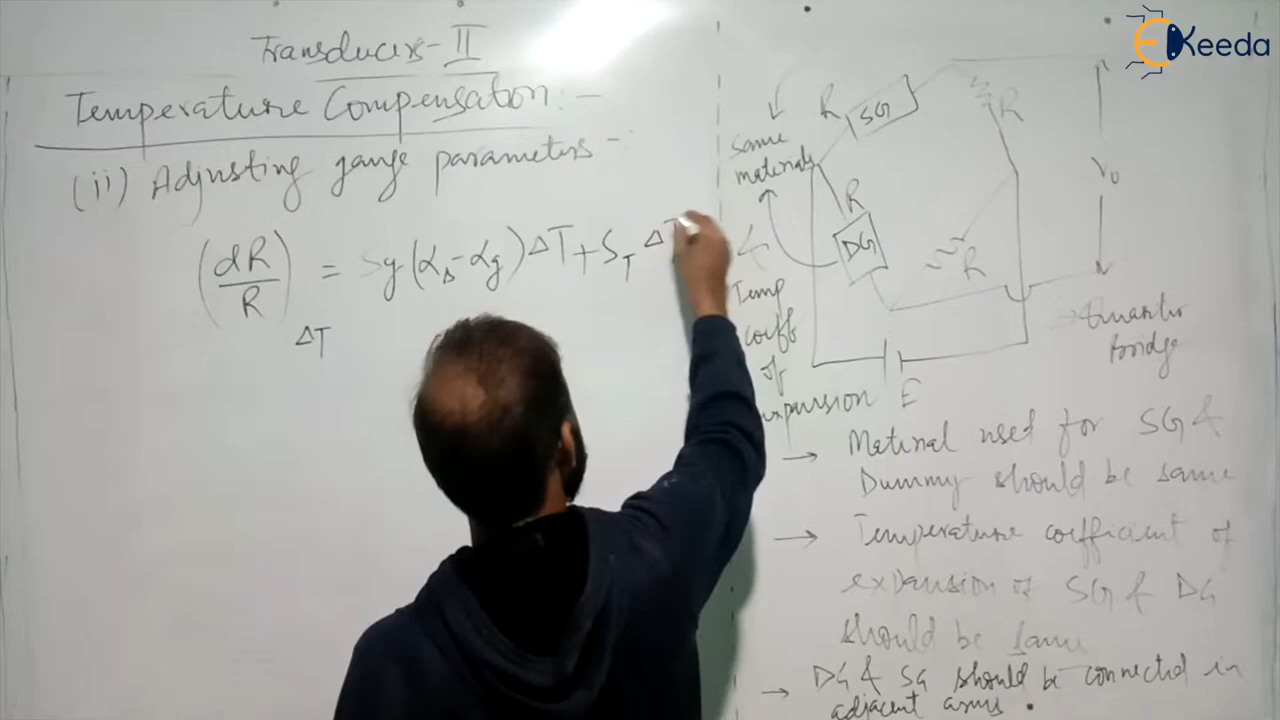 Transducers-II
Temperature Compensation:-
(ii) Adjusting gauge parameters -
(dR/R)ΔT = Sg(αs-αg)ΔT+ST ΔT
Keeda
same
materials
R
SG
R
R
DG
R
V0
E
Temp
coeff
of
expansion
Quarter
bridge
→ Material used for SG &
Dummy should be same
→ Temperature coefficient of
expansion of SG & DG
should be same
→ DG & SG should be connected in
adjacent arms.